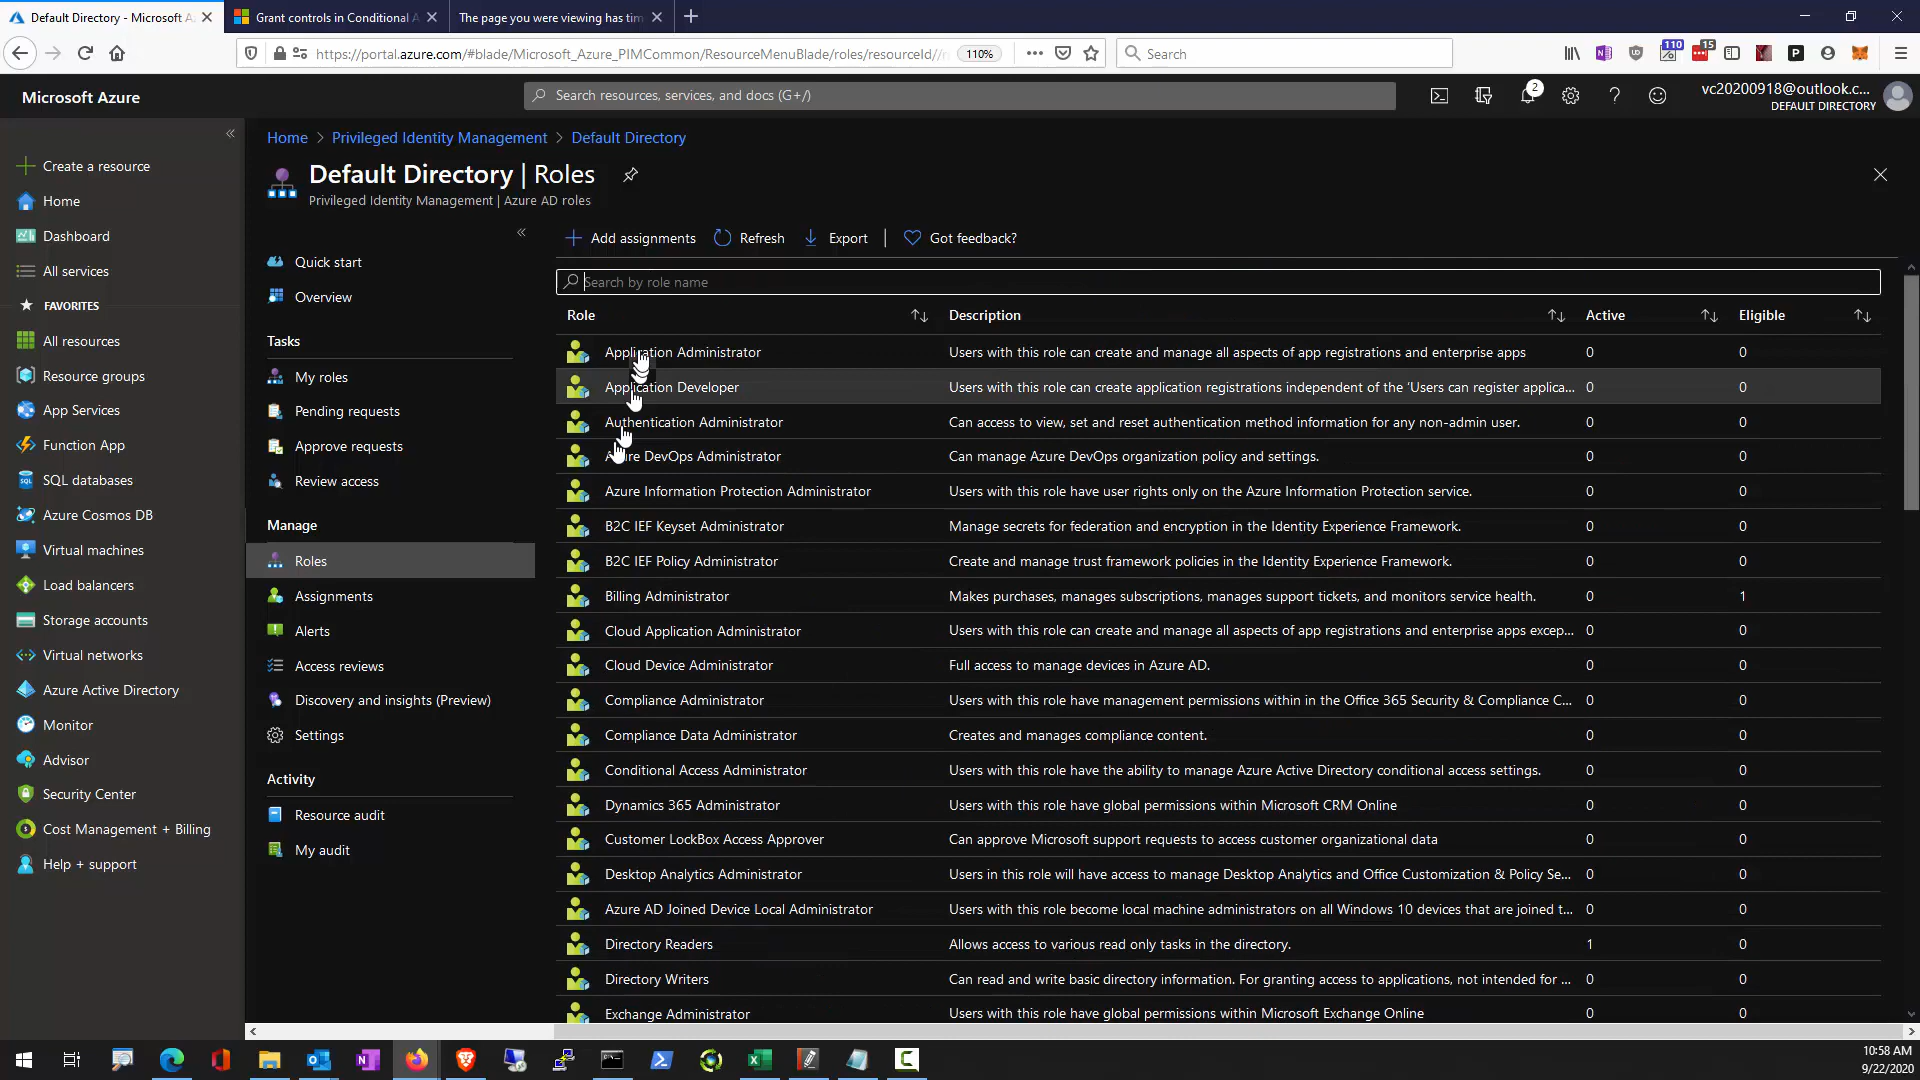 Default Directory - Microsoft A
Grant controls in Conditional A
The page you were viewing has tim
https://portal.azure.com/#blade/Microsoft_Azure_PIMCommon/ResourceMenuBlade/roles/resourceId//
110%
Search
110
15
Microsoft Azure
Search resources, services, and docs (G+/)
2
vc20200918@outlook.c...
DEFAULT DIRECTORY
Create a resource
Home
Dashboard
All services
FAVORITES
All resources
Resource groups
App Services
Function App
SQL databases
Azure Cosmos DB
Virtual machines
Load balancers
Storage accounts
Virtual networks
Azure Active Directory
Monitor
Advisor
Security Center
Cost Management + Billing
Help + support
Home > Privileged Identity Management > Default Directory
Default Directory | Roles
Privileged Identity Management | Azure AD roles
Quick start
Overview
Tasks
My roles
Pending requests
Approve requests
Review access
Manage
Roles
Assignments
Alerts
Access reviews
Discovery and insights (Preview)
Settings
Activity
Resource audit
My audit
Add assignments Refresh Export | Got feedback?
Search by role name
Role Description Active Eligible
Application Administrator Users with this role can create and manage all aspects of app registrations and enterprise apps 0 0
Application Developer Users with this role can create application registrations independent of the 'Users can register applica... 0 0
Authentication Administrator Can access to view, set and reset authentication method information for any non-admin user. 0 0
Azure DevOps Administrator Can manage Azure DevOps organization policy and settings. 0 0
Azure Information Protection Administrator Users with this role have user rights only on the Azure Information Protection service. 0 0
B2C IEF Keyset Administrator Manage secrets for federation and encryption in the Identity Experience Framework. 0 0
B2C IEF Policy Administrator Create and manage trust framework policies in the Identity Experience Framework. 0 0
Billing Administrator Makes purchases, manages subscriptions, manages support tickets, and monitors service health. 0 1
Cloud Application Administrator Users with this role can create and manage all aspects of app registrations and enterprise apps excep... 0 0
Cloud Device Administrator Full access to manage devices in Azure AD. 0 0
Compliance Administrator Users with this role have management permissions within in the Office 365 Security & Compliance C... 0 0
Compliance Data Administrator Creates and manages compliance content. 0 0
Conditional Access Administrator Users with this role have the ability to manage Azure Active Directory conditional access settings. 0 0
Dynamics 365 Administrator Users with this role have global permissions within Microsoft CRM Online 0 0
Customer LockBox Access Approver Can approve Microsoft support requests to access customer organizational data 0 0
Desktop Analytics Administrator Users in this role will have access to manage Desktop Analytics and Office Customization & Policy Se... 0 0
Azure AD Joined Device Local Administrator Users with this role become local machine administrators on all Windows 10 devices that are joined t... 0 0
Directory Readers Allows access to various read only tasks in the directory. 1 0
Directory Writers Can read and write basic directory information. For granting access to applications, not intended for ... 0 0
Exchange Administrator Users with this role have global permissions within Microsoft Exchange Online 0 0
10:58 AM
9/22/2020